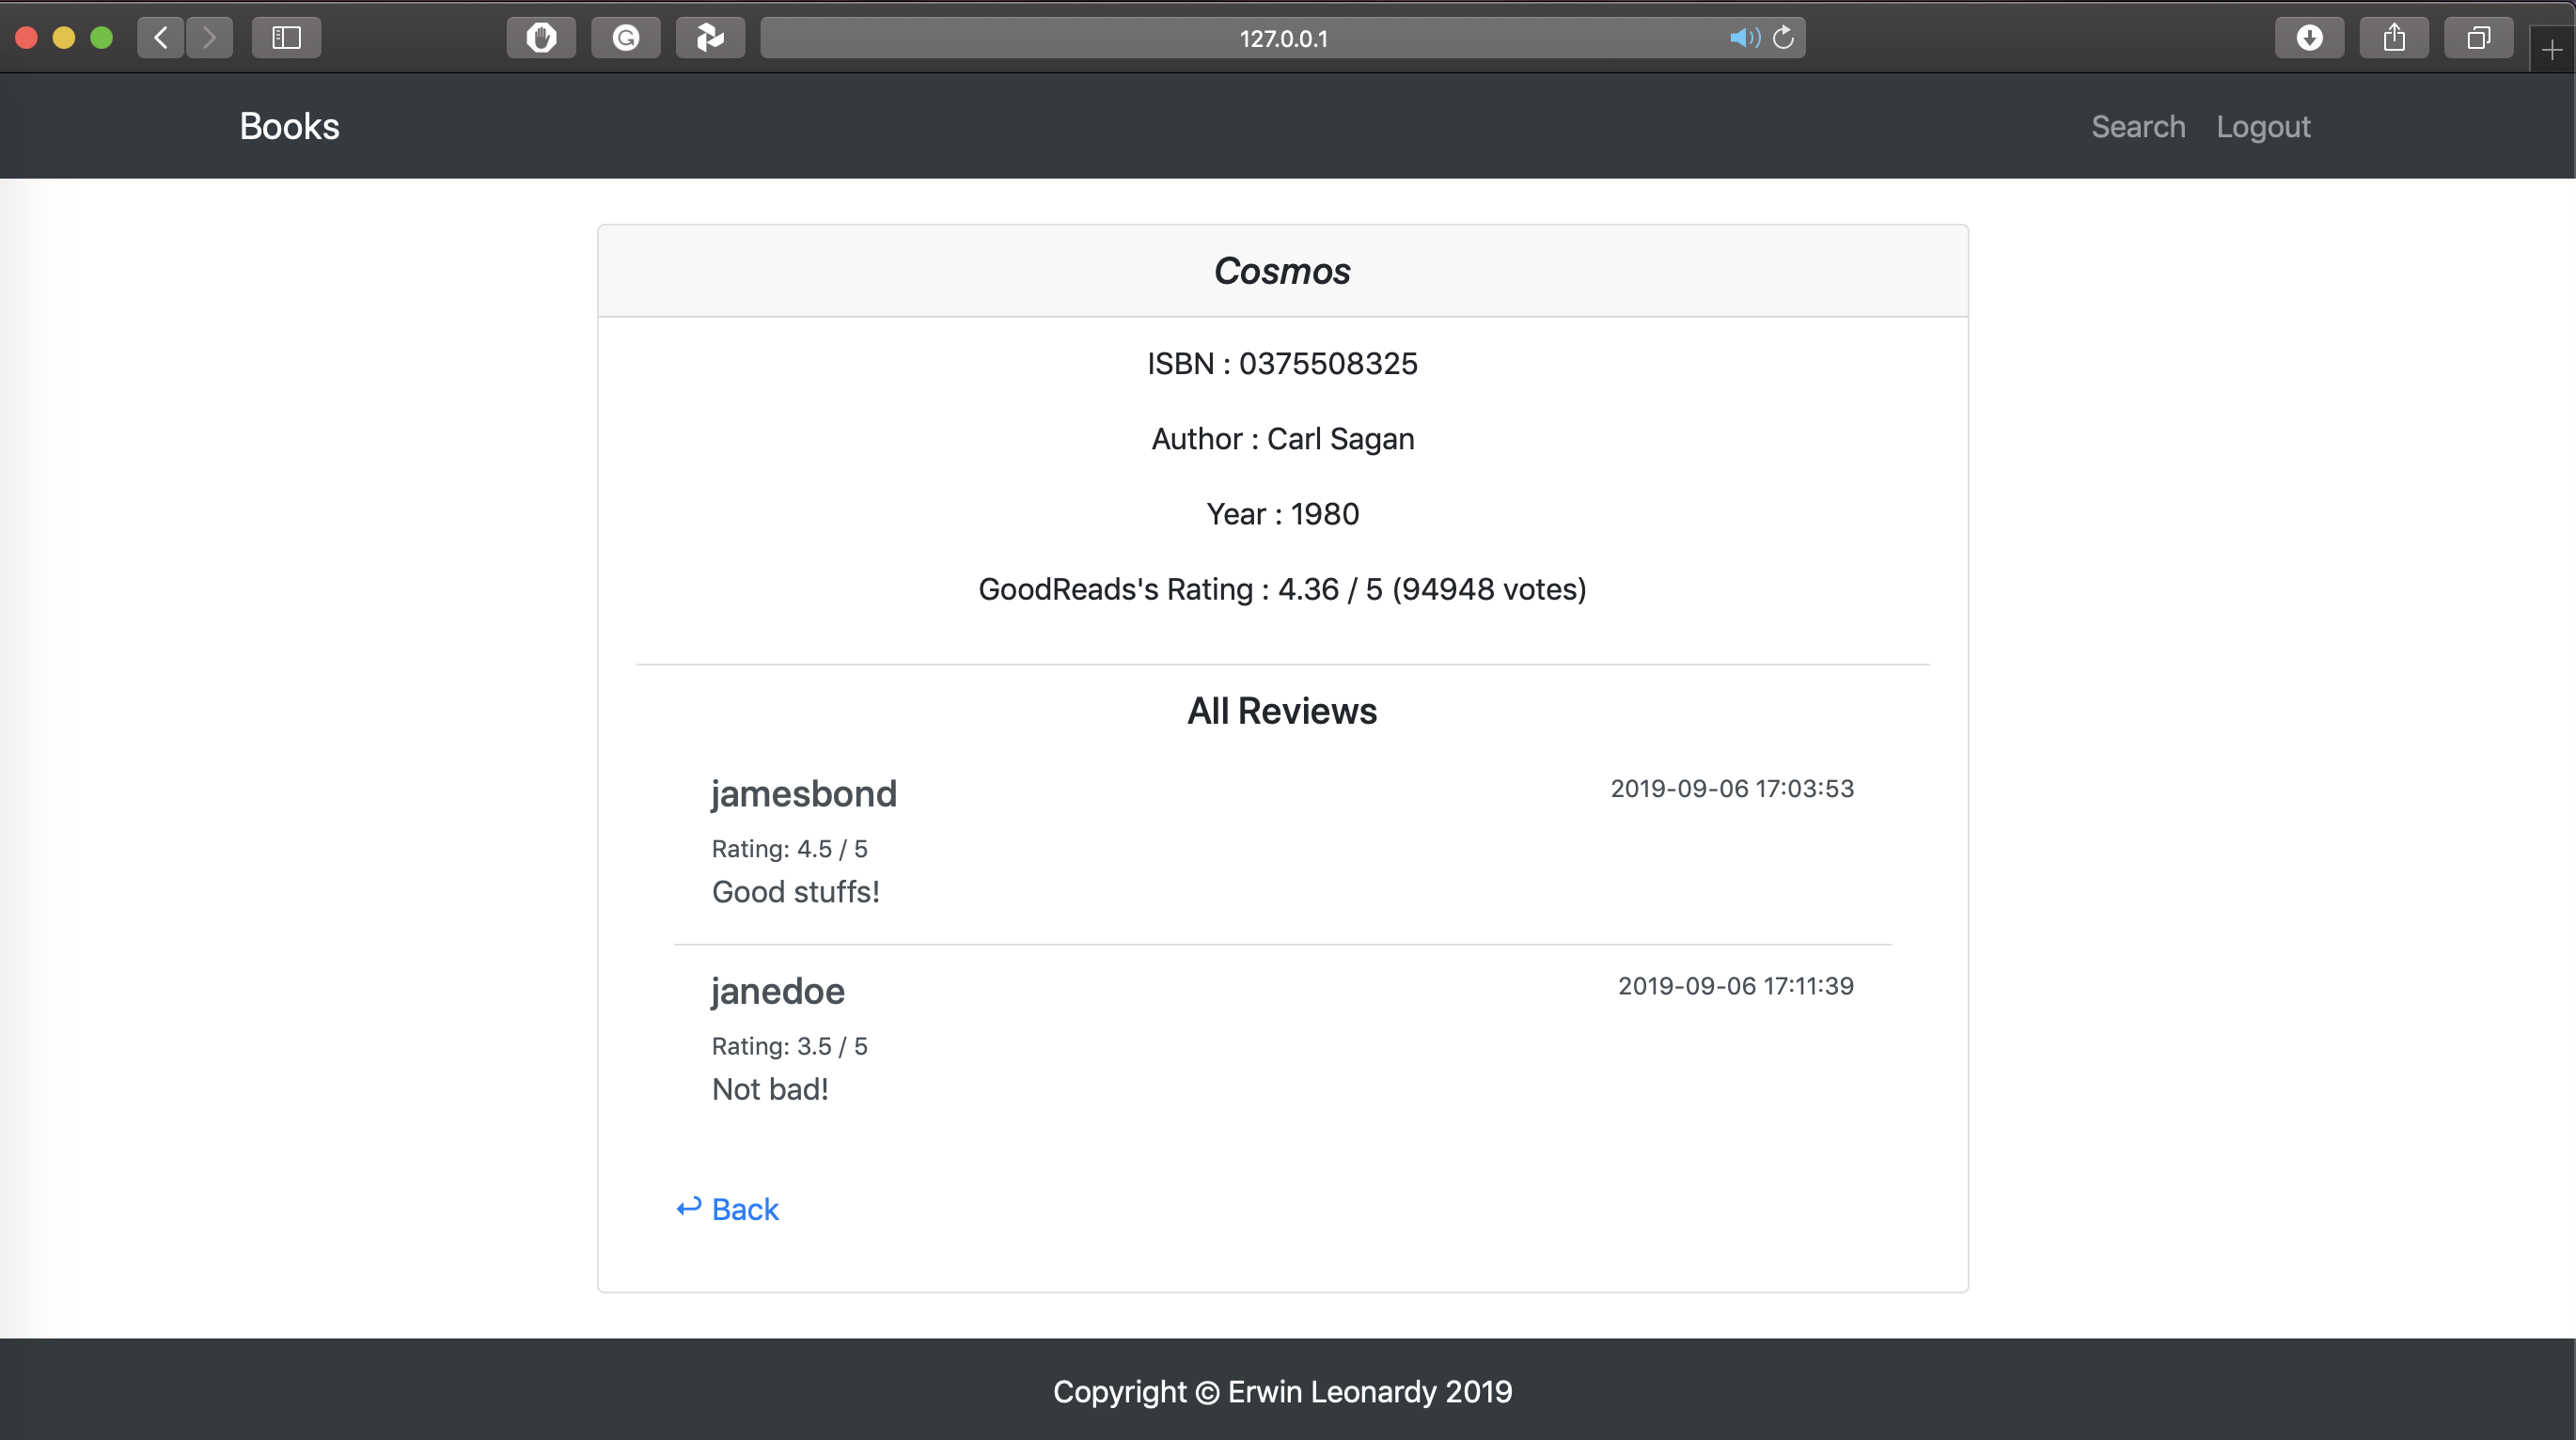 127.0.0.1
Books
Search Logout
Cosmos
ISBN : 0375508325
Author : Carl Sagan
Year : 1980
GoodReads's Rating : 4.36 / 5 (94948 votes)
All Reviews
jamesbond 2019-09-06 17:03:53
Rating: 4.5 / 5
Good stuffs!
janedoe 2019-09-06 17:11:39
Rating: 3.5 / 5
Not bad!
Back
Copyright © Erwin Leonardy 2019